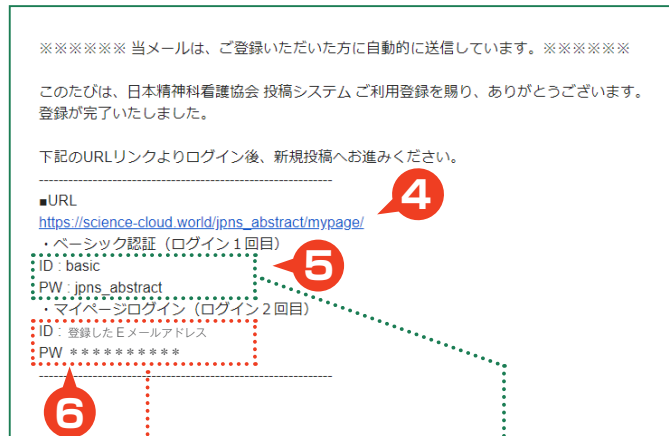 ※※※※※※ 当メールは、ご登録いただいた方に自動的に送信しています。※※※※※※
このたびは、日本精神科看護協会 投稿システム ご利用登録を賜り、ありがとうございます。
登録が完了いたしました。
下記のURLリンクよりログイン後、新規投稿へお進みください。
------------------------------------------------------------
■URL
https://science-cloud.world/jpns_abstract/mypage/
4
・ベーシック認証（ログイン１回目）
ID : basic
5
PW : jpns_abstract
・マイページログイン（ログイン２回目）
ID : 登録したＥメールアドレス
PW ＊＊＊＊＊＊＊＊＊＊
------------------------------------------------------------
6